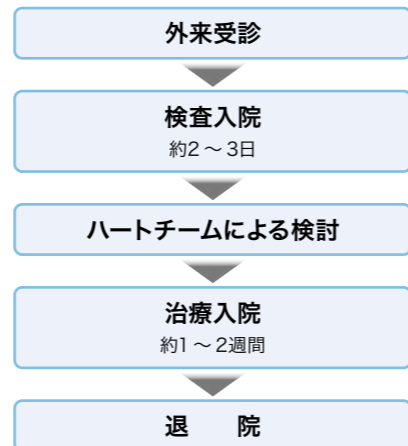 外来受診
検査入院
約2 ～ 3日
ハートチームによる検討
治療入院
約1 ～ 2週間
退　　院